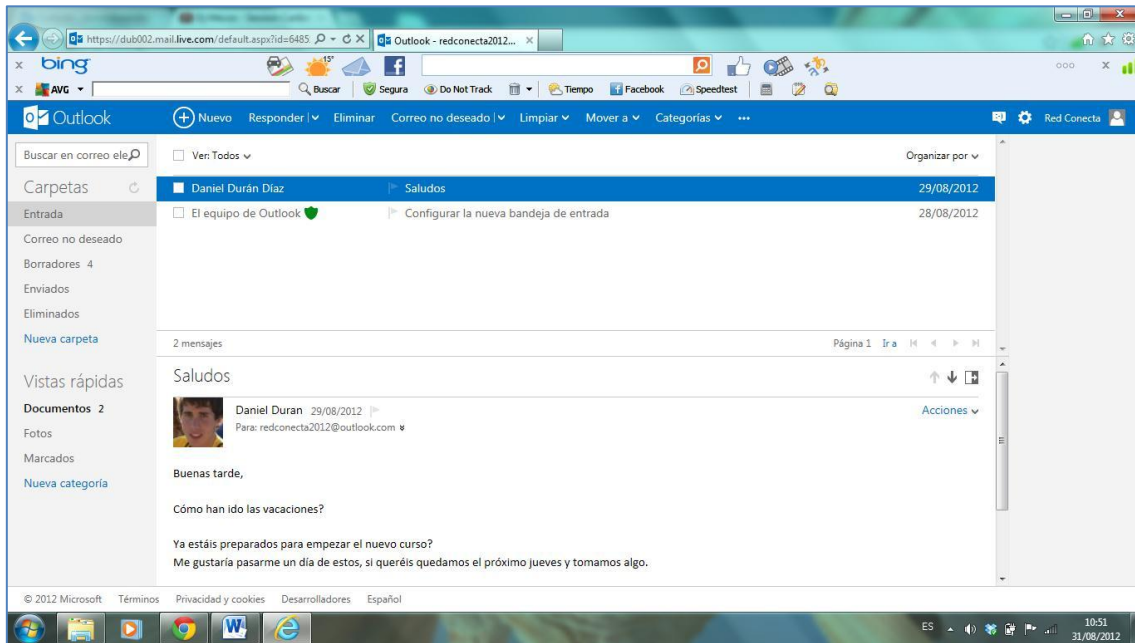 https://dub002.mail.live.com/default.aspx?id=6485
Outlook - redconecta2012...
bing
15°
AVG
Buscar Segura Do Not Track Tiempo Facebook Speedtest
Outlook
Nuevo Responder Eliminar Correo no deseado Limpiar Mover a Categorías ...
Red Conecta
Buscar en correo ele
Ver: Todos
Organizar por
Carpetas
Daniel Durán Díaz Saludos 29/08/2012
Entrada
El equipo de Outlook Configurar la nueva bandeja de entrada 28/08/2012
Correo no deseado
Borradores 4
Enviados
Eliminados
Nueva carpeta
2 mensajes
Página 1 Ir a
Vistas rápidas
Documentos 2
Fotos
Marcados
Nueva categoría
Saludos
Daniel Duran 29/08/2012
Acciones
Para: redconecta2012@outlook.com
Buenas tarde,
Cómo han ido las vacaciones?
Ya estáis preparados para empezar el nuevo curso?
Me gustaría pasarme un día de estos, si queréis quedamos el próximo jueves y tomamos algo.
© 2012 Microsoft Términos Privacidad y cookies Desarrolladores Español
ES
10:51
31/08/2012